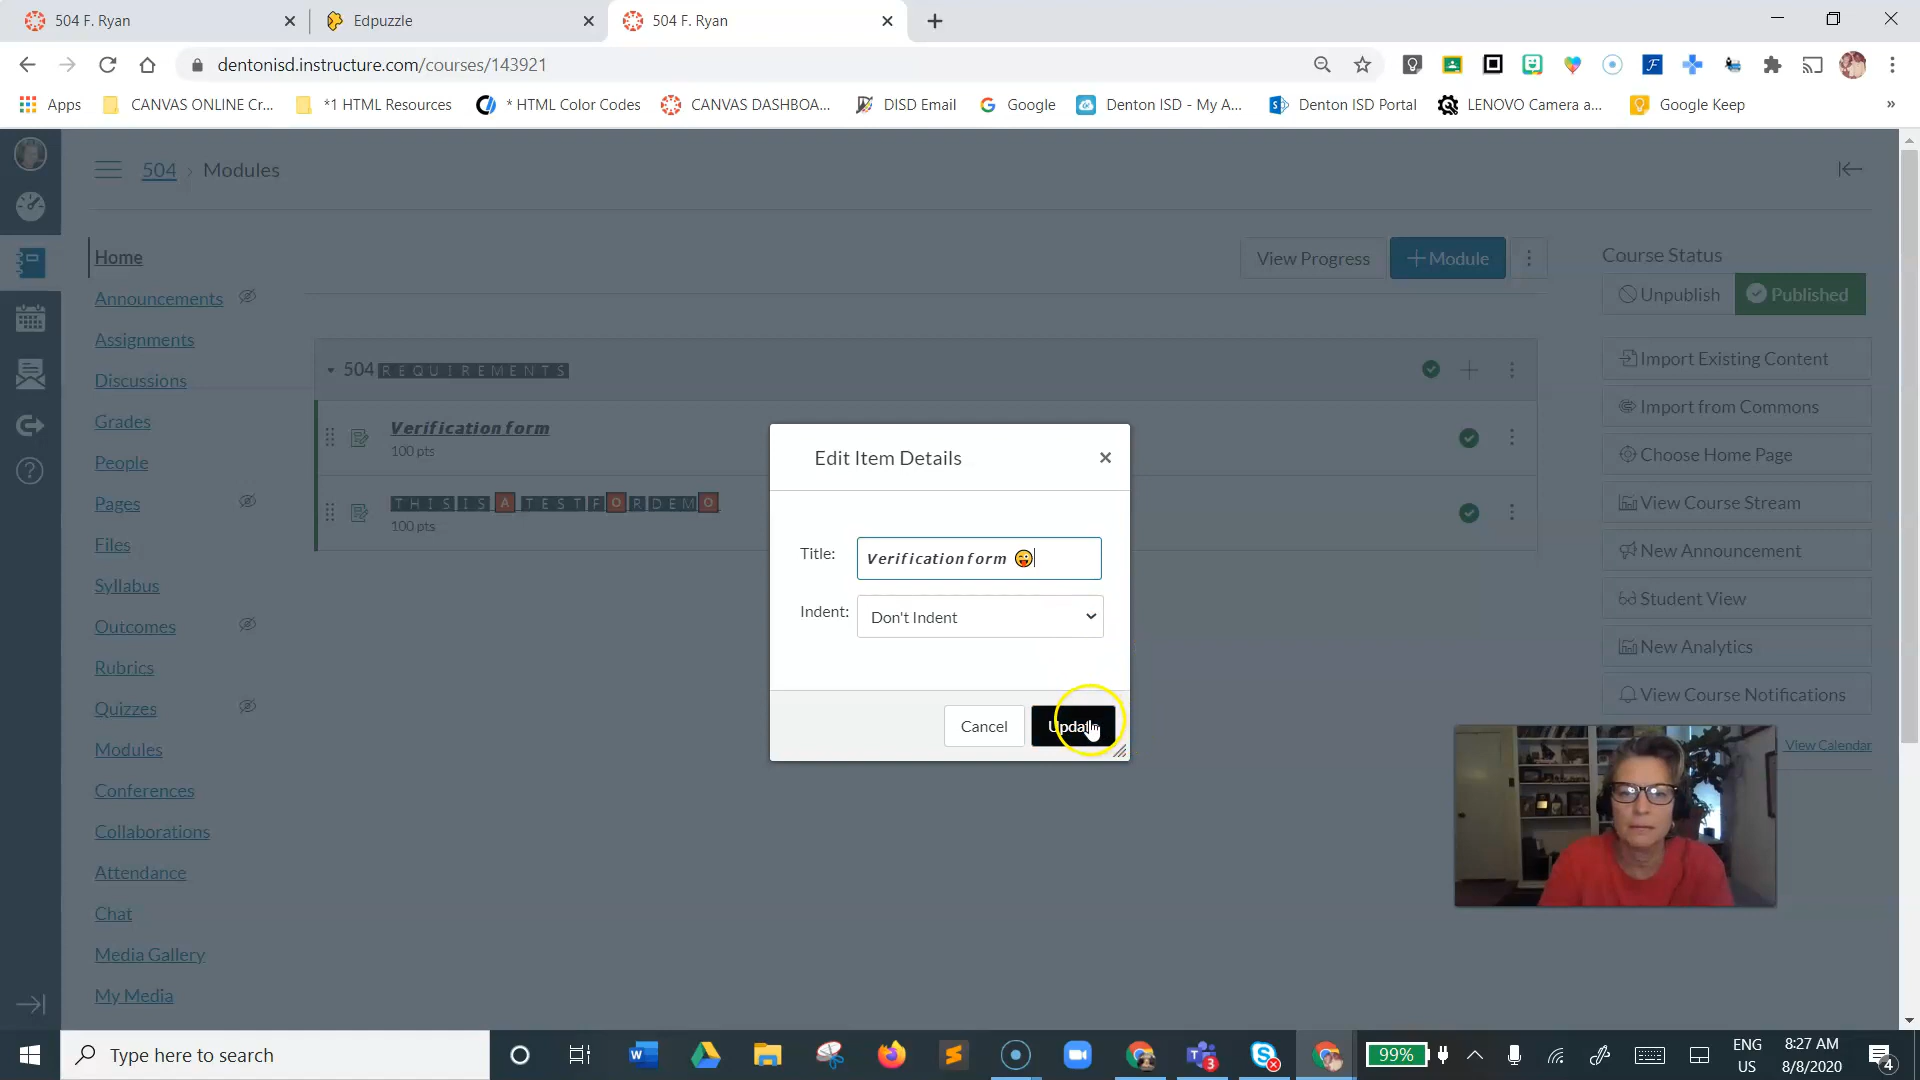 504 F. Ryan
Edpuzzle
504 F. Ryan
dentonisd.instructure.com/courses/143921
Apps
CANVAS ONLINE Cr...
*1 HTML Resources
* HTML Color Codes
CANVAS DASHBOA...
DISD Email
Google
Denton ISD - My A...
Denton ISD Portal
LENOVO Camera a...
Google Keep
»
504 › Modules
Home
Announcements
Assignments
Discussions
Grades
People
Pages
Files
Syllabus
Outcomes
Rubrics
Quizzes
Modules
Conferences
Collaborations
Attendance
Chat
Media Gallery
My Media
View Progress
+ Module
504 REQUIREMENTS
Verification form
100 pts
THIS IS A TEST FOR DEMO
100 pts
Edit Item Details
Title: Verification form 😜
Indent: Don't Indent
Cancel
Update
Course Status
Unpublish
Published
Import Existing Content
Import from Commons
Choose Home Page
View Course Stream
New Announcement
Student View
New Analytics
View Course Notifications
View Calendar
Type here to search
3
99%
ENG
US
8:27 AM
8/8/2020
4